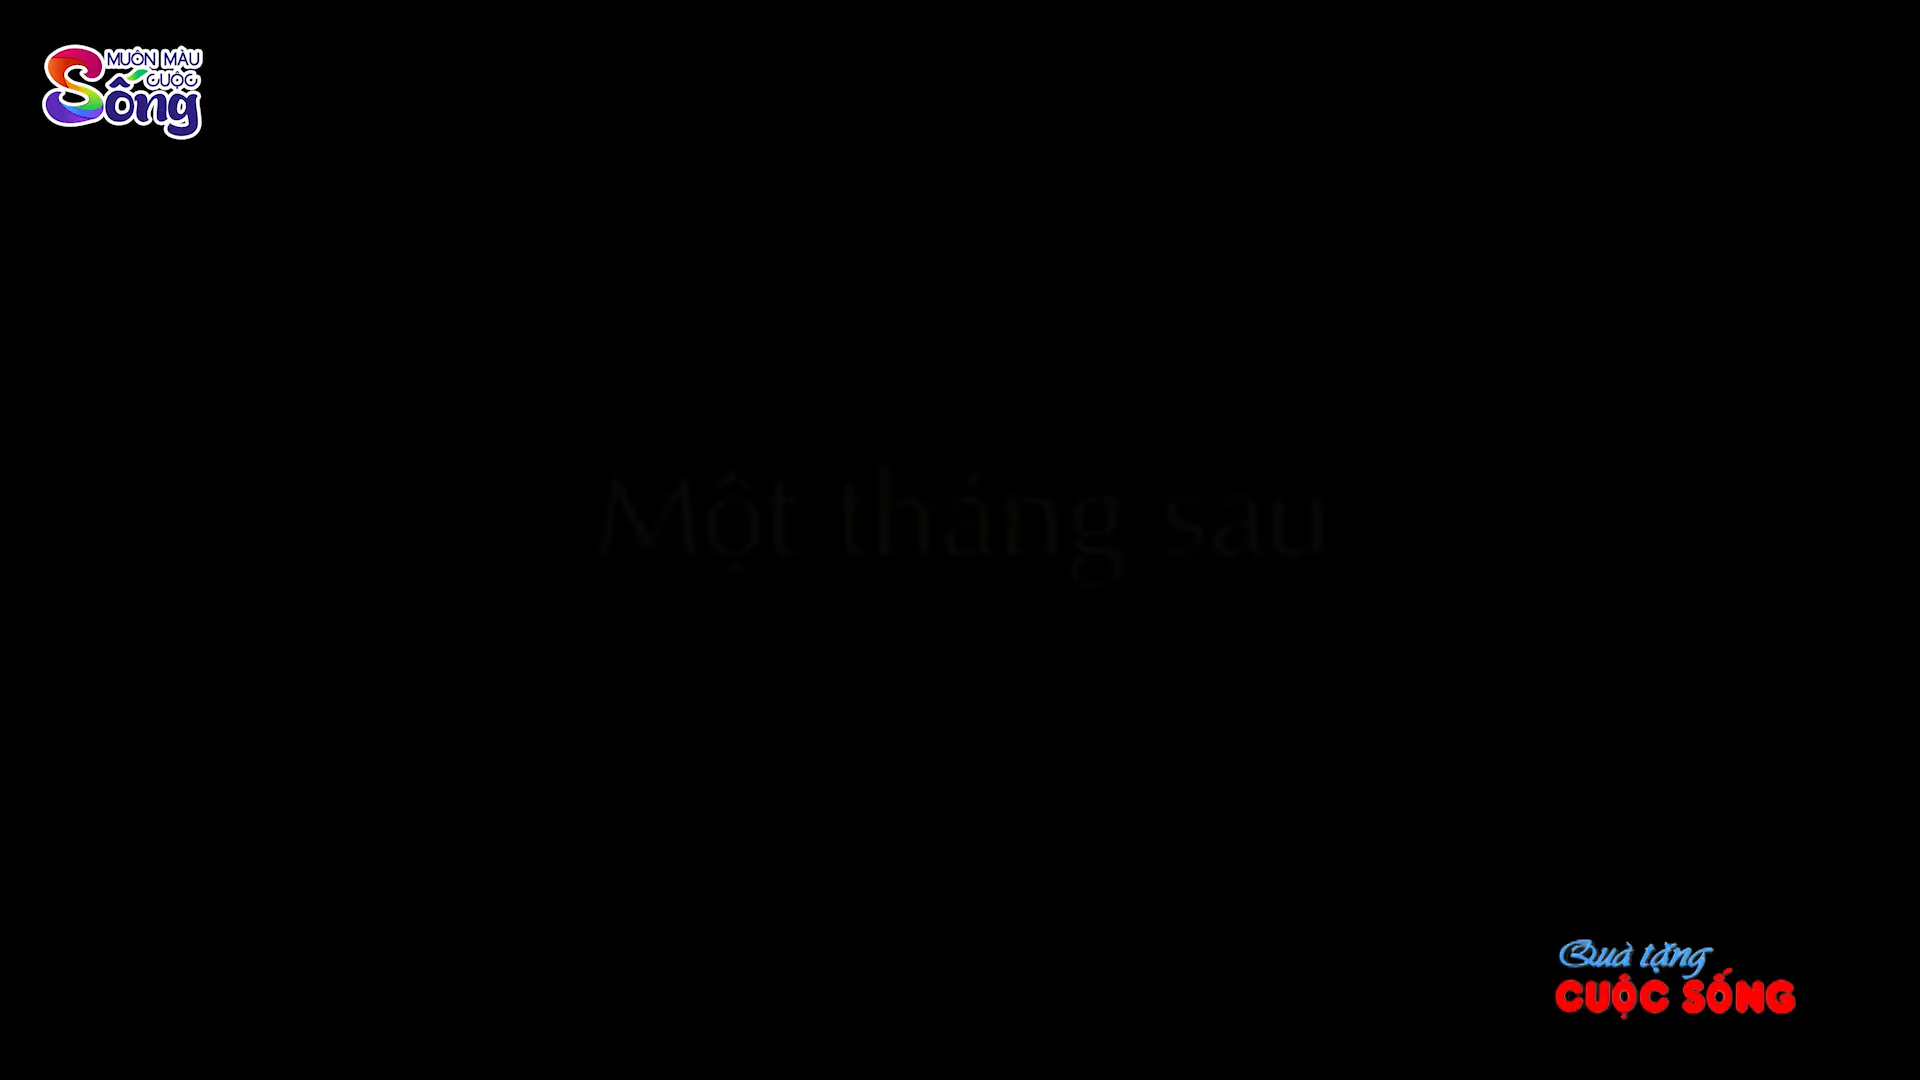 MUÔN MÀU
CUỘC
Sống
Một tháng sau
Quà tặng
CUỘC SỐNG